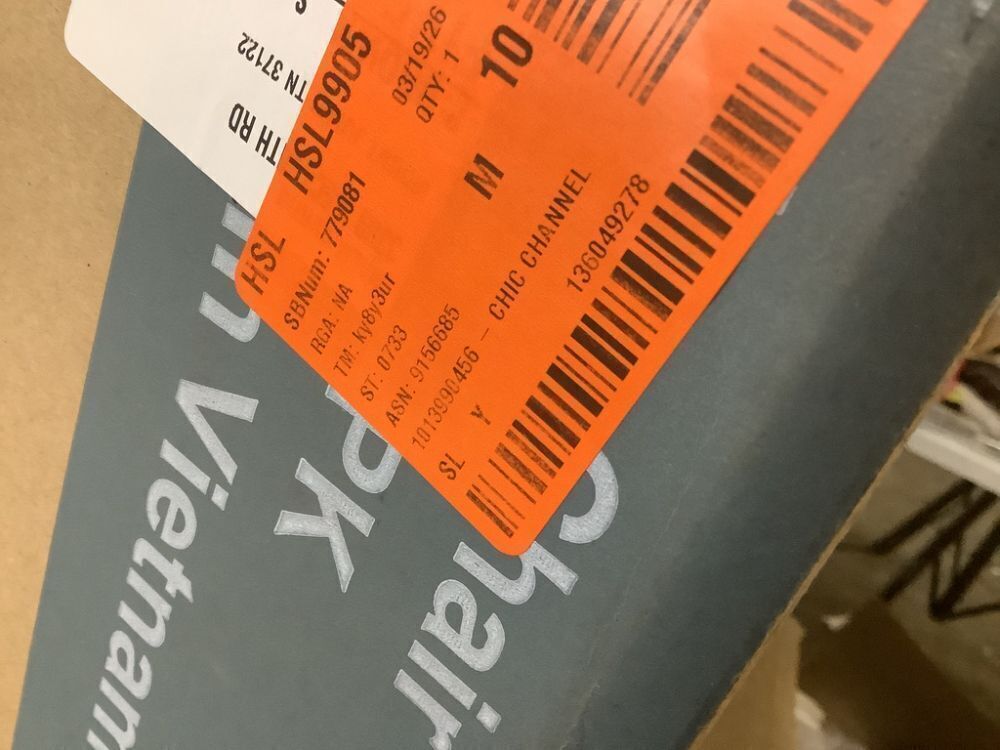 S
TN 37122
TH RD
HSL HSL9905
SBNum: 779081 03/19/26
RGA: NA QTY: 1
TM: ky8y3ur
ST: 0733 M 10
ASN: 9156685
1013990456 - CHIC CHANNEL
SL Y 136049278
Chair
PK
n Vietnam